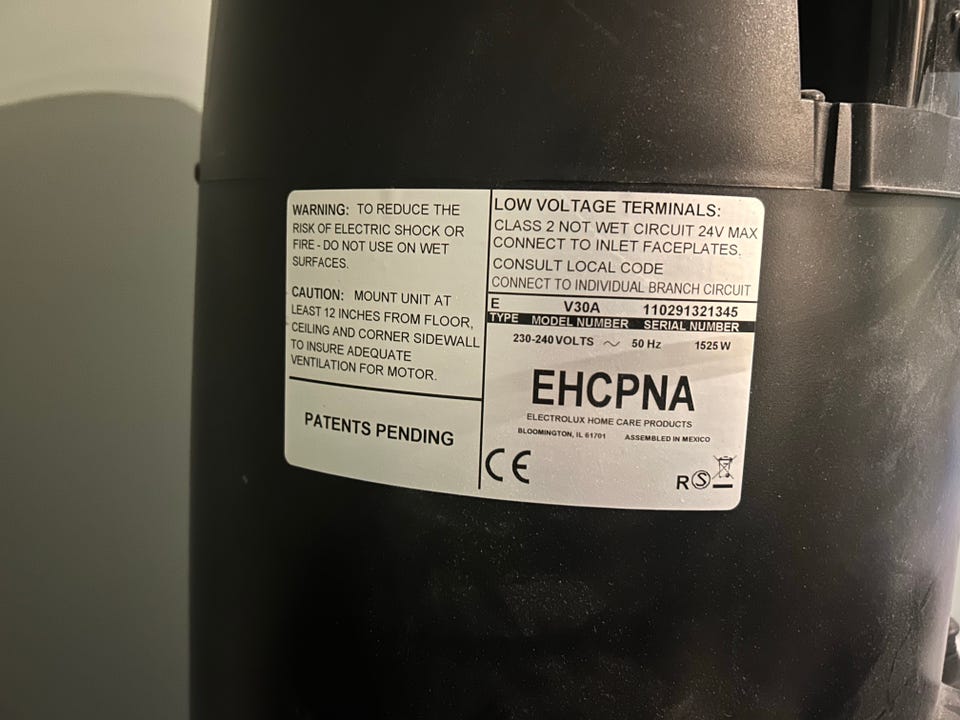 WARNING: TO REDUCE THE
RISK OF ELECTRIC SHOCK OR
FIRE - DO NOT USE ON WET
SURFACES.
CAUTION: MOUNT UNIT AT
LEAST 12 INCHES FROM FLOOR,
CEILING AND CORNER SIDEWALL
TO INSURE ADEQUATE
VENTILATION FOR MOTOR.
PATENTS PENDING
LOW VOLTAGE TERMINALS:
CLASS 2 NOT WET CIRCUIT 24V MAX
CONNECT TO INLET FACEPLATES.
CONSULT LOCAL CODE
CONNECT TO INDIVIDUAL BRANCH CIRCUIT
E V30A 110291321345
TYPE MODEL NUMBER SERIAL NUMBER
230-240 VOLTS ~ 50 Hz 1525 W
EHCPNA
ELECTROLUX HOME CARE PRODUCTS
BLOOMINGTON, IL 61701 ASSEMBLED IN MEXICO
CE
R S